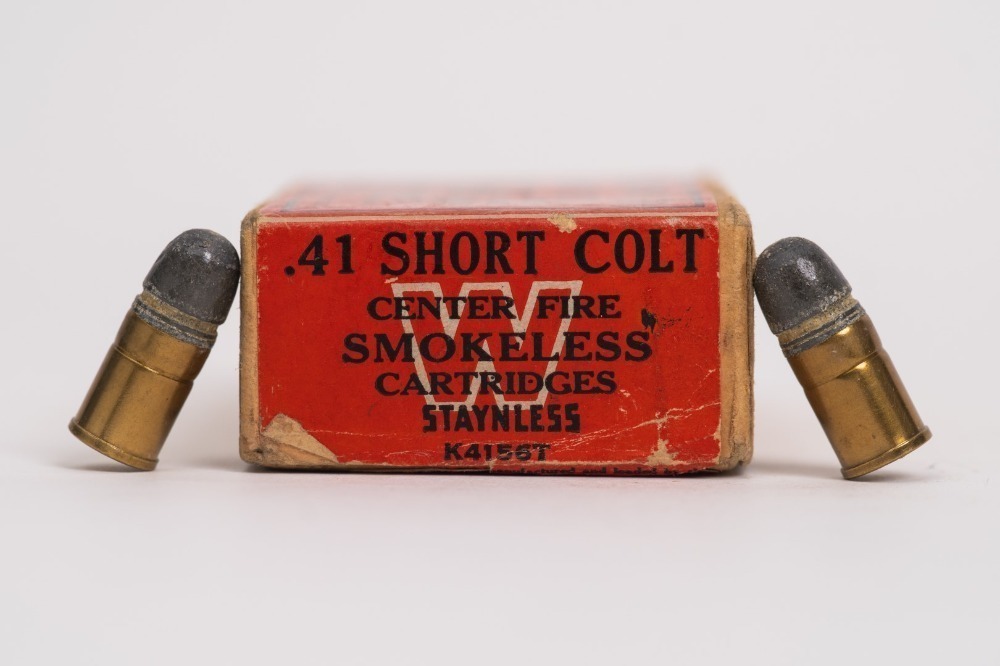 .41 SHORT COLT
W
CENTER FIRE
SMOKELESS
CARTRIDGES
STAYNLESS
K4156T